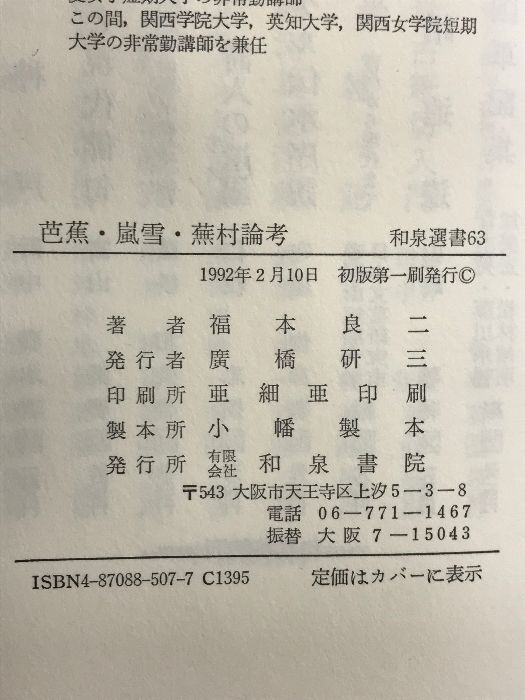 この間，関西学院大学，英知大学，関西女学院短期
大学の非常勤講師を兼任
芭蕉・嵐雪・蕪村論考　和泉選書63
1992年2月10日　初版第一刷発行©
著者　福本良二
発行者　廣橋研三
印刷所　亜細亜印刷
製本所　小幡製本
発行所　有限会社　和泉書院
〒543 大阪市天王寺区上汐5－3－8
電話　06－771－1467
振替　大阪7－15043
ISBN4-87088-507-7 C1395　定価はカバーに表示